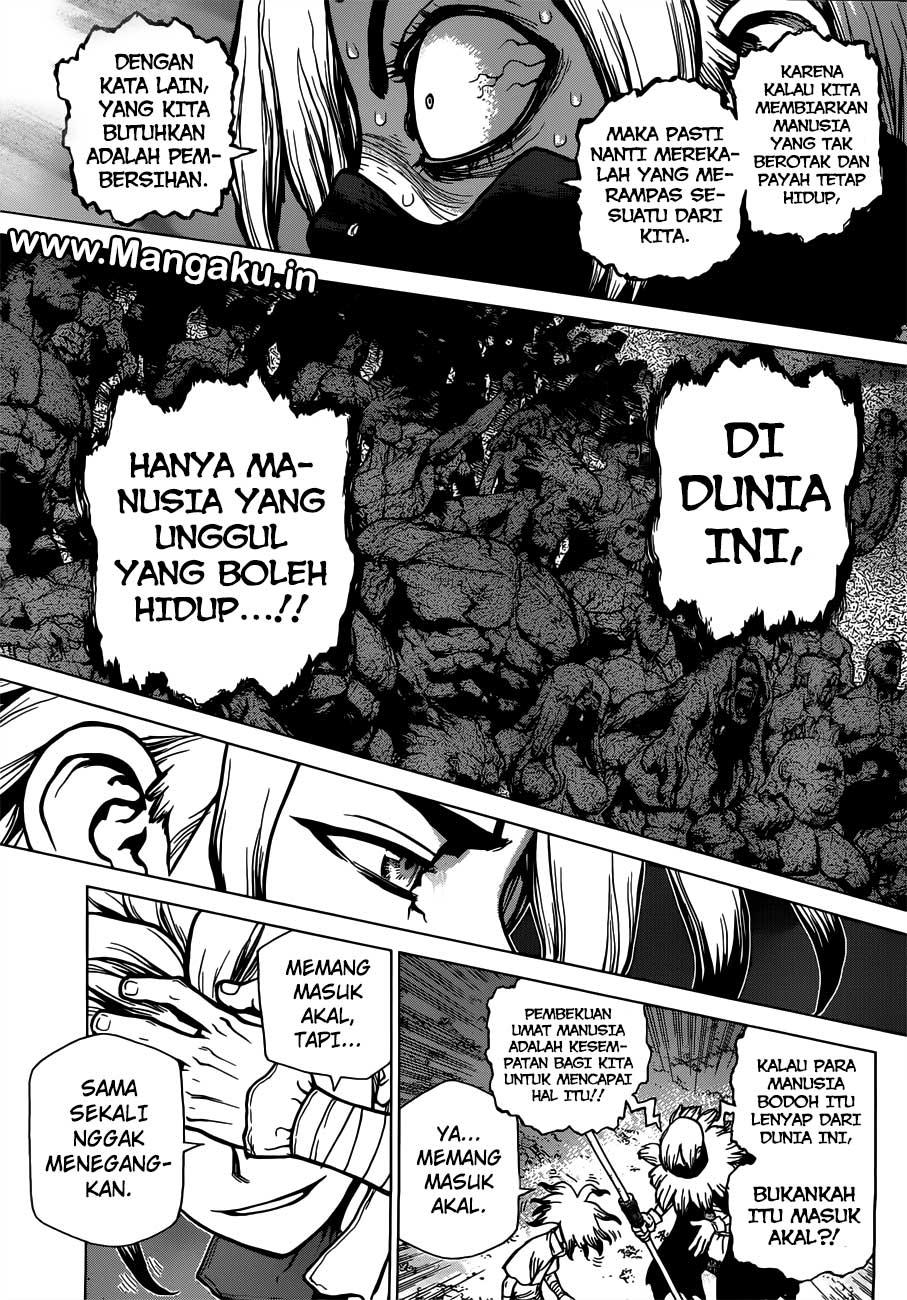 KARENA
KALAU KITA
MEMBIARKAN
MANUSIA
YANG TAK
BEROTAK DAN
PAYAH TETAP
HIDUP,
MAKA PASTI
NANTI MEREKA-
LAH YANG ME-
RAMPAS SE-
SUATU DARI
KITA.
DENGAN
KATA LAIN,
YANG KITA
BUTUHKAN
ADALAH PEM-
BERSIHAN.
www.Mangaku.in
DI
DUNIA
INI,
HANYA MA-
NUSIA YANG
UNGGUL
YANG BOLEH
HIDUP...!!
KALAU PARA
MANUSIA
BODOH ITU
LENYAP DARI
DUNIA INI,
BUKANKAH
ITU MASUK
AKAL?!
PEMBEKUAN
UMAT MANUSIA
ADALAH KESEM-
PATAN BAGI KITA
UNTUK MENCAPAI
HAL ITU!!
YA...
MEMANG
MASUK
AKAL.
MEMANG
MASUK
AKAL,
TAPI...
SAMA
SEKALI
NGGAK
MENEGANG-
KAN.